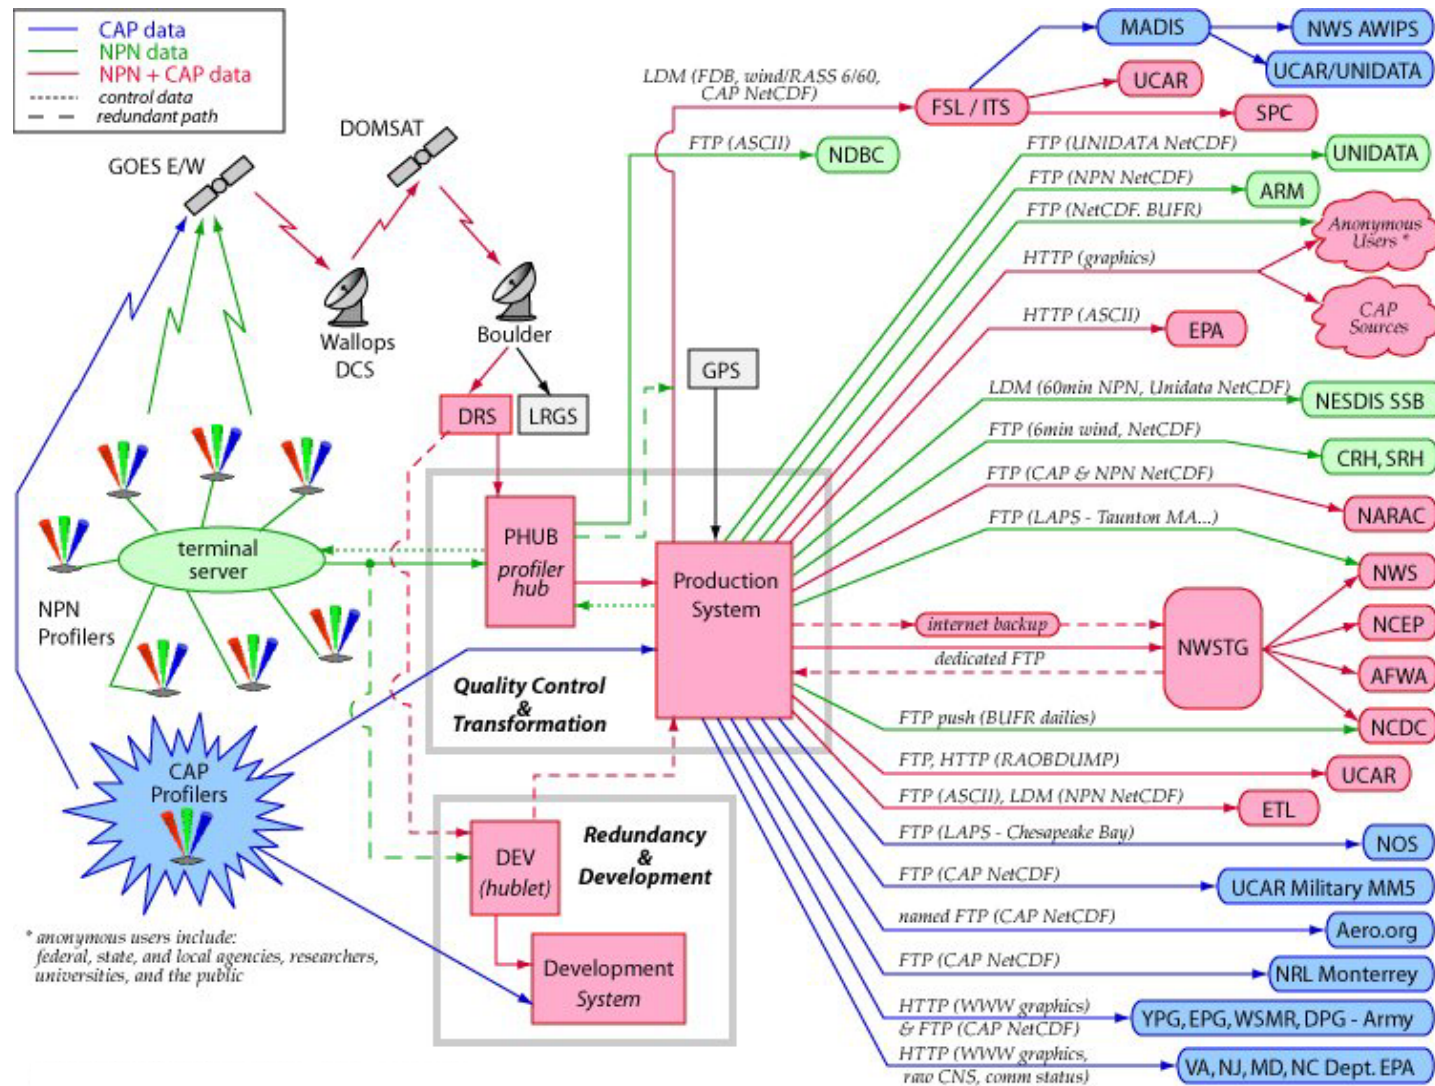 CAP data
NPN data
NPN + CAP data
control data
redundant path
GOES E/W
DOMSAT
Wallops
DCS
Boulder
DRS
LRGS
GPS
LDM (FDB, wind/RASS 6/60,
CAP NetCDF)
FTP (ASCII)
NDBC
FSL / ITS
MADIS
NWS AWIPS
UCAR/UNIDATA
UCAR
SPC
FTP (UNIDATA NetCDF)
UNIDATA
FTP (NPN NetCDF)
ARM
FTP (NetCDF. BUFR)
Anonymous
Users *
HTTP (graphics)
CAP
Sources
HTTP (ASCII)
EPA
LDM (60min NPN, Unidata NetCDF)
NESDIS SSB
FTP (6min wind, NetCDF)
CRH, SRH
FTP (CAP & NPN NetCDF)
NARAC
FTP (LAPS - Taunton MA...)
NWS
terminal
server
NPN
Profilers
PHUB
profiler
hub
Production
System
Quality Control
&
Transformation
internet backup
dedicated FTP
NWSTG
NCEP
AFWA
NCDC
FTP push (BUFR dailies)
FTP, HTTP (RAOBDUMP)
UCAR
FTP (ASCII), LDM (NPN NetCDF)
ETL
FTP (LAPS - Chesapeake Bay)
NOS
FTP (CAP NetCDF)
UCAR Military MM5
named FTP (CAP NetCDF)
Aero.org
FTP (CAP NetCDF)
NRL Monterrey
HTTP (WWW graphics)
& FTP (CAP NetCDF)
YPG, EPG, WSMR, DPG - Army
HTTP (WWW graphics,
raw CNS, comm status)
VA, NJ, MD, NC Dept. EPA
CAP
Profilers
DEV
(hublet)
Redundancy
&
Development
Development
System
* anonymous users include:
federal, state, and local agencies, researchers,
universities, and the public